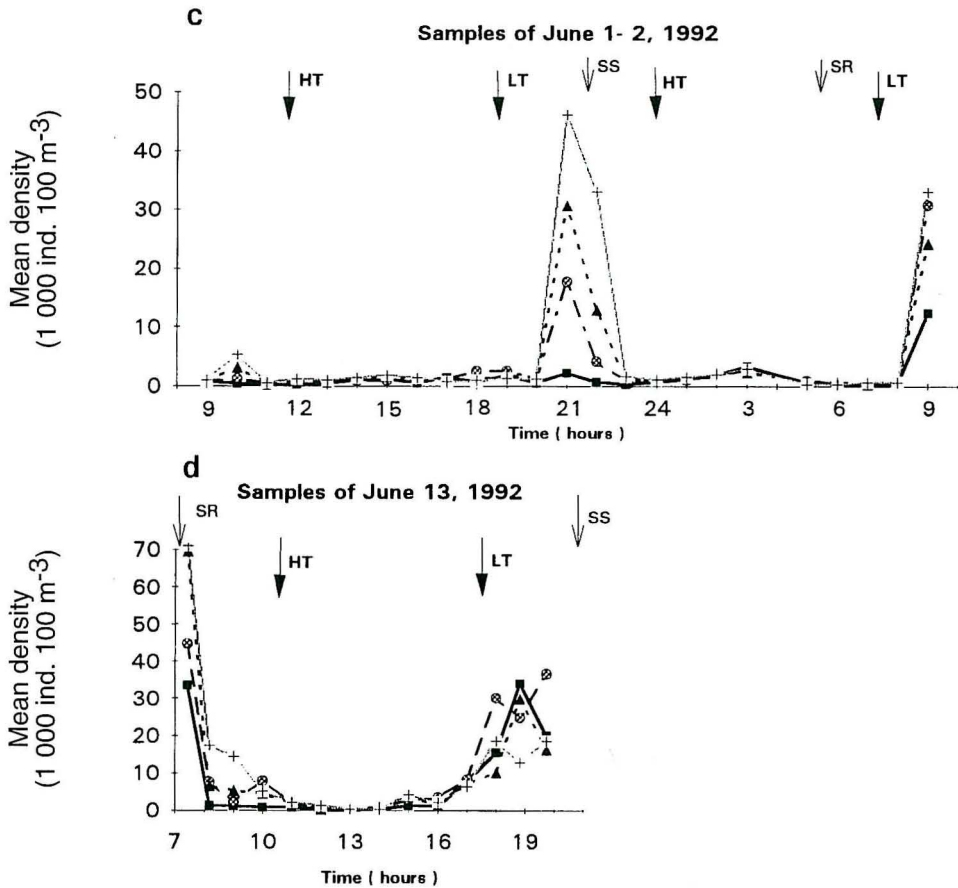 c
Samples of June 1- 2, 1992
HT LT SS HT SR LT
Mean density
(1 000 ind. 100 m-3)
50
40
30
20
10
0
9 12 15 18 21 24 3 6 9
Time ( hours )
d
Samples of June 13, 1992
SR HT LT SS
Mean density
(1 000 ind. 100 m-3)
70
60
50
40
30
20
10
0
7 10 13 16 19
Time ( hours )